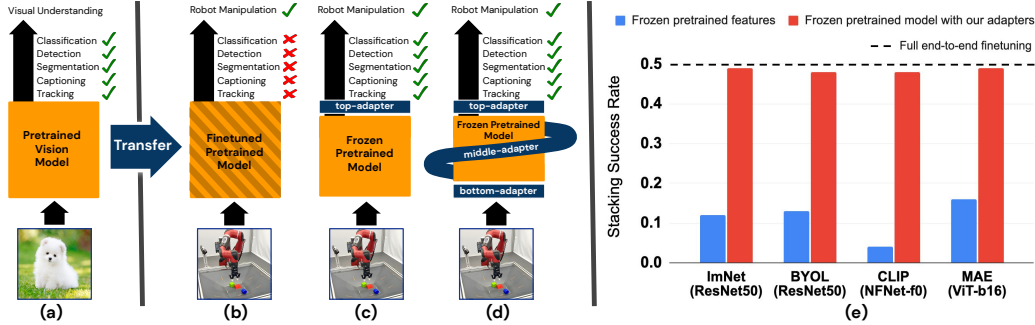 Visual Understanding
Classification
Detection
Segmentation
Captioning
Tracking
Pretrained
Vision
Model
(a)
Transfer
Robot Manipulation
Classification
Detection
Segmentation
Captioning
Tracking
Finetuned
Pretrained
Model
(b)
Robot Manipulation
Classification
Detection
Segmentation
Captioning
Tracking
top-adapter
Frozen
Pretrained
Model
(c)
Robot Manipulation
Classification
Detection
Segmentation
Captioning
Tracking
top-adapter
Frozen Pretrained
Model
middle-adapter
bottom-adapter
(d)
Frozen pretrained features
Frozen pretrained model with our adapters
Full end-to-end finetuning
Stacking Success Rate
0.5
0.4
0.3
0.2
0.1
0.0
ImNet
(ResNet50)
BYOL
(ResNet50)
CLIP
(NFNet-f0)
MAE
(ViT-b16)
(e)